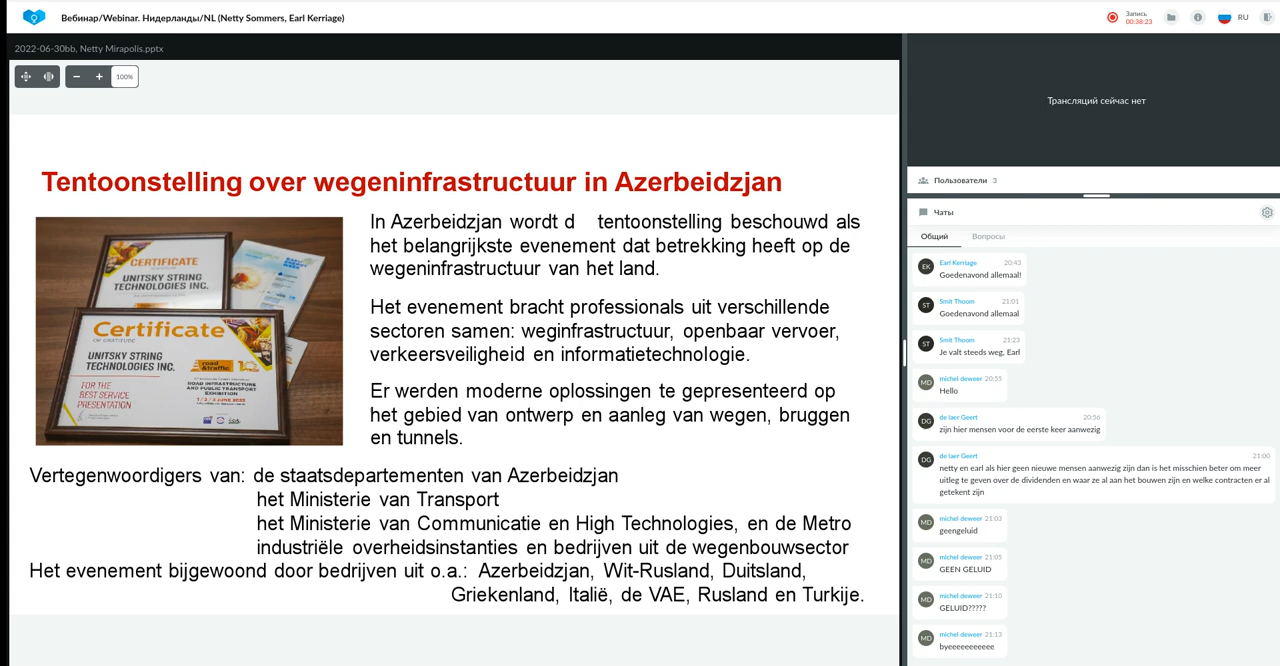 Вебинар/Webinar. Нидерланды/NL (Netty Sommers, Earl Kerriage)
Запись
00:38:23
RU
2022-06-30bb, Netty Mirapolis.pptx
100%
Tentoonstelling over wegeninfrastructuur in Azerbeidzjan
CERTIFICATE
UNITSKY STRING
TECHNOLOGIES INC.
Certificate
OF GRATITUDE
UNITSKY STRING
TECHNOLOGIES INC.
FOR THE
BEST SERVICE
PRESENTATION
road
&traffic
ROAD INFRASTRUCTURE
AND PUBLIC TRANSPORT
EXHIBITION
In Azerbeidzjan wordt d tentoonstelling beschouwd als
het belangrijkste evenement dat betrekking heeft op de
wegeninfrastructuur van het land.
Het evenement bracht professionals uit verschillende
sectoren samen: weginfrastructuur, openbaar vervoer,
verkeersveiligheid en informatietechnologie.
Er werden moderne oplossingen te gepresenteerd op
het gebied van ontwerp en aanleg van wegen, bruggen
en tunnels.
Vertegenwoordigers van: de staatsdepartementen van Azerbeidzjan
het Ministerie van Transport
het Ministerie van Communicatie en High Technologies, en de Metro
industriële overheidsinstanties en bedrijven uit de wegenbouwsector
Het evenement bijgewoond door bedrijven uit o.a.: Azerbeidzjan, Wit-Rusland, Duitsland,
Griekenland, Italië, de VAE, Rusland en Turkije.
Трансляций сейчас нет
Пользователи 3
Чаты
Общий Вопросы
EK Earl Kerriage 20:43
Goedenavond allemaal!
ST Smit Thoom 21:01
Goedenavond allemaal
ST Smit Thoom 21:23
Je valt steeds weg, Earl
MD michel deweer 20:55
Hello
DG de laer Geert 20:56
zijn hier mensen voor de eerste keer aanwezig
DG de laer Geert 21:00
netty en earl als hier geen nieuwe mensen aanwezig zijn dan is het misschien beter om meer
uitleg te geven over de dividenden en waar ze al aan het bouwen zijn en welke contracten er al
getekent zijn
MD michel deweer 21:03
geengeluid
MD michel deweer 21:05
GEEN GELUID
MD michel deweer 21:10
GELUID?????
MD michel deweer 21:13
byeeeeeeeeeee